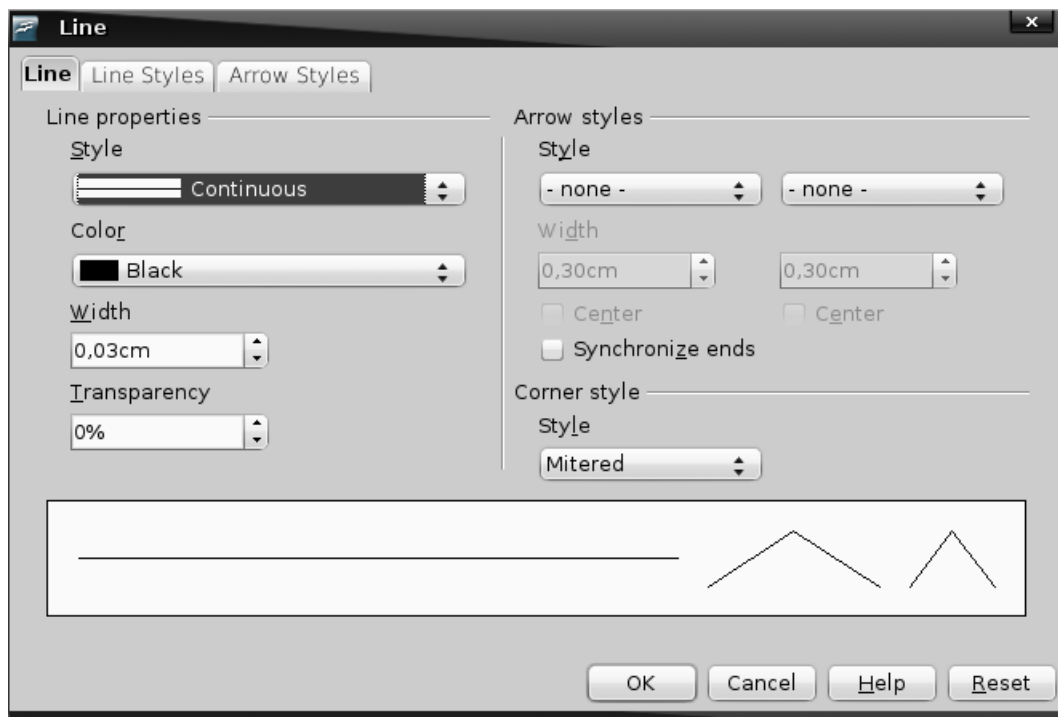 Line
Line Line Styles Arrow Styles
Line properties
Style
Continuous
Color
Black
Width
0,03cm
Transparency
0%
Arrow styles
Style
- none - - none -
Width
0,30cm 0,30cm
Center Center
Synchronize ends
Corner style
Style
Mitered
OK Cancel Help Reset